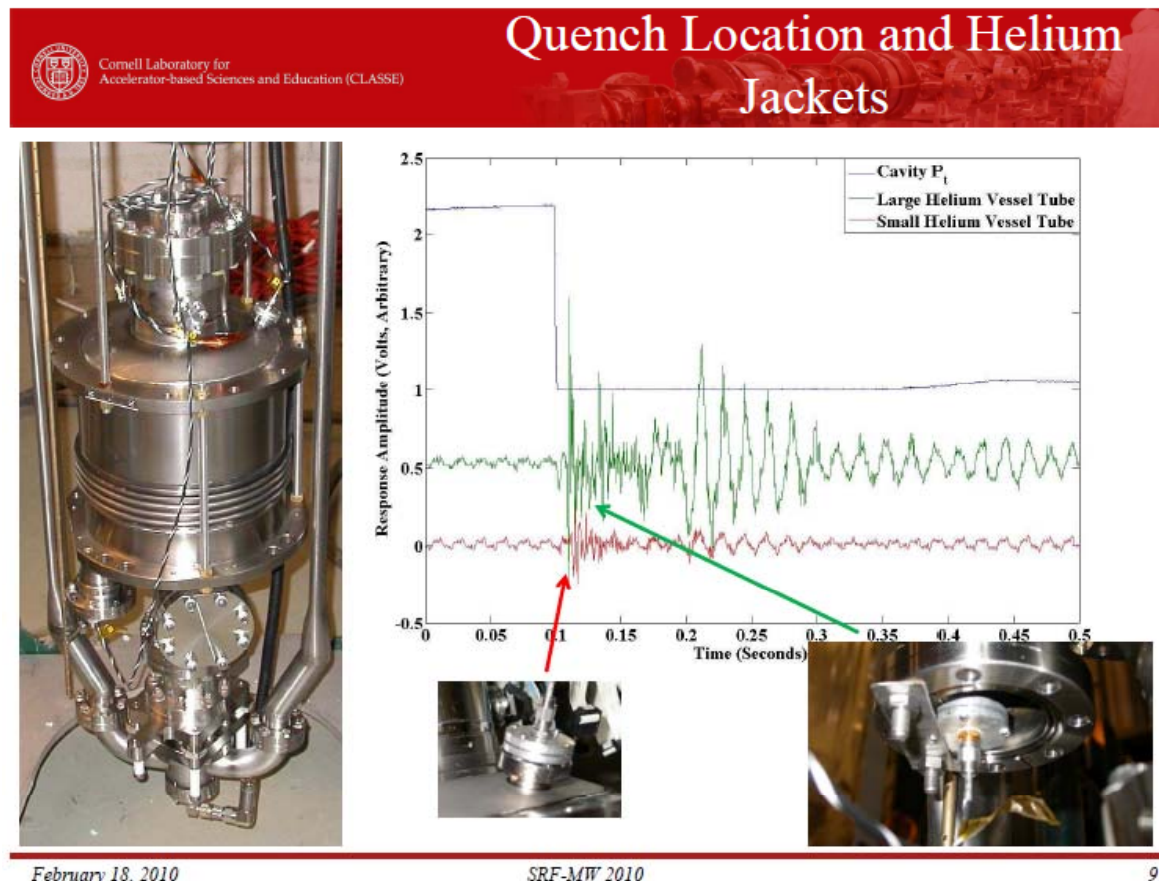 Cornell Laboratory for
Accelerator-based Sciences and Education (CLASSE)
Quench Location and Helium
Jackets
2.5
2
1.5
1
0.5
0
-0.5
Response Amplitude (Volts, Arbitrary)
Cavity Pt
Large Helium Vessel Tube
Small Helium Vessel Tube
0 0.05 0.1 0.15 0.2 0.25 0.3 0.35 0.4 0.45 0.5
Time (Seconds)
February 18, 2010
SRF-MW 2010
9